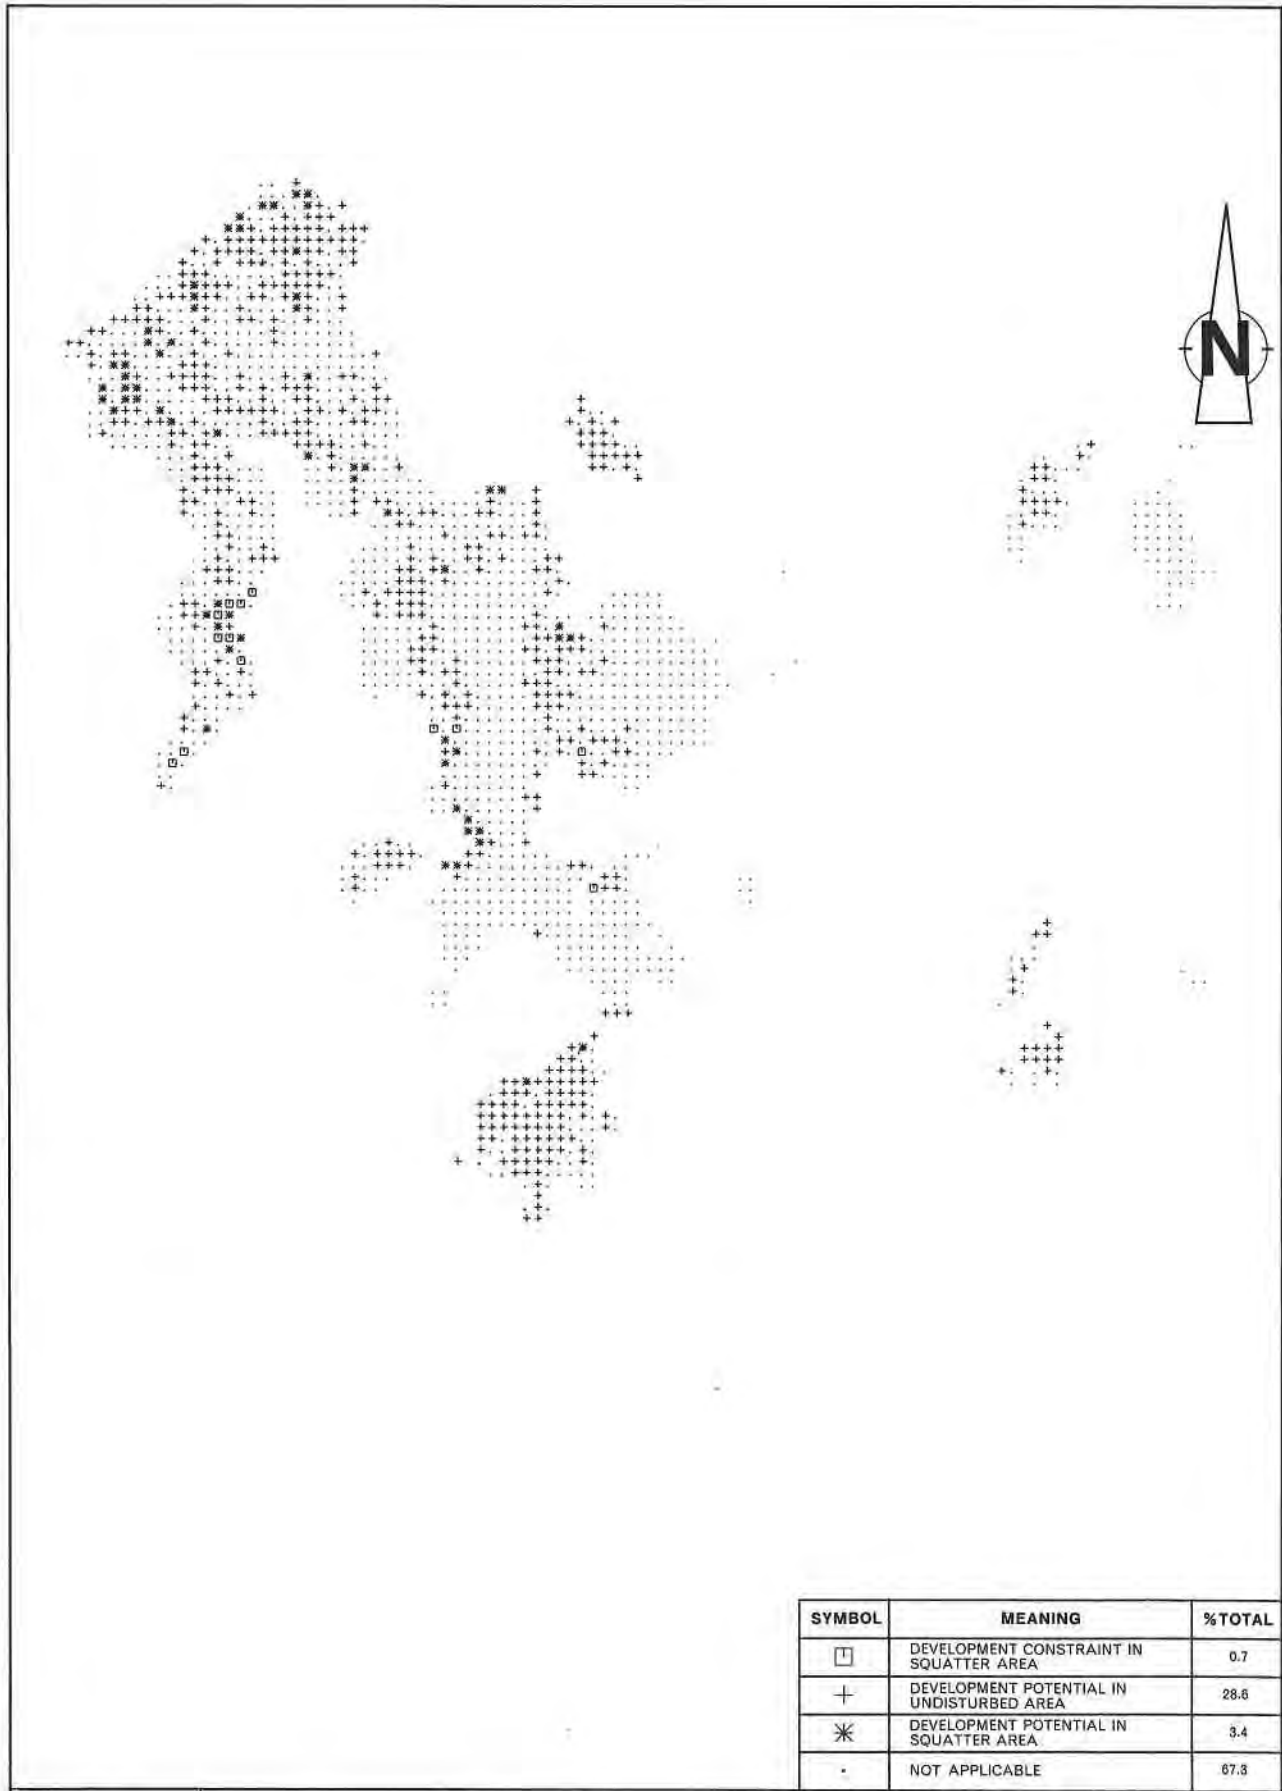 N
SYMBOL MEANING %TOTAL
DEVELOPMENT CONSTRAINT IN
SQUATTER AREA 0.7
DEVELOPMENT POTENTIAL IN
UNDISTURBED AREA 28.6
DEVELOPMENT POTENTIAL IN
SQUATTER AREA 3.4
NOT APPLICABLE 67.3